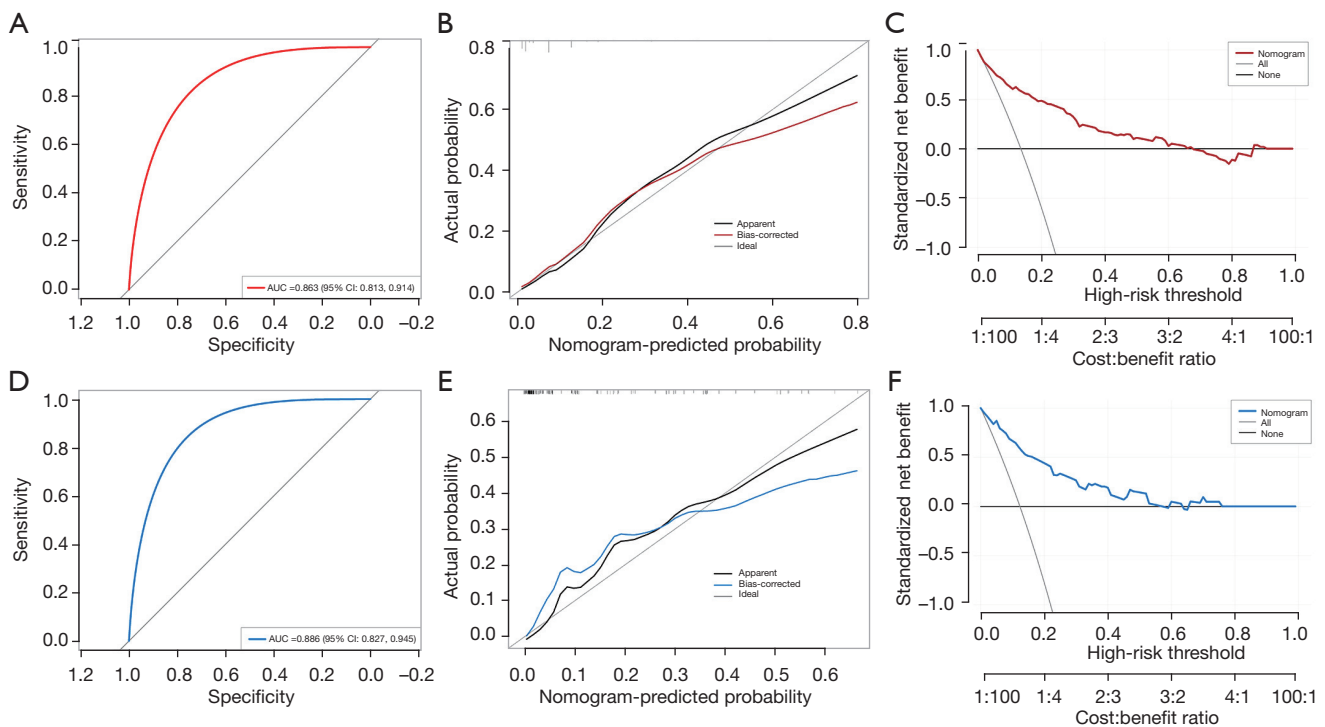 A
1.0
0.8
0.6
0.4
0.2
0.0
Sensitivity
AUC =0.863 (95% CI: 0.813, 0.914)
1.2 1.0 0.8 0.6 0.4 0.2 0.0 −0.2
Specificity
B
0.8
0.6
0.4
0.2
0.0
Actual probability
Apparent
Bias-corrected
Ideal
0.0 0.2 0.4 0.6 0.8
Nomogram-predicted probability
C
1.0
0.5
0.0
−0.5
−1.0
Standardized net benefit
Nomogram
All
None
0.0 0.2 0.4 0.6 0.8 1.0
High-risk threshold
1:100 1:4 2:3 3:2 4:1 100:1
Cost:benefit ratio
D
1.0
0.8
0.6
0.4
0.2
0.0
Sensitivity
AUC =0.886 (95% CI: 0.827, 0.945)
1.2 1.0 0.8 0.6 0.4 0.2 0.0 −0.2
Specificity
E
0.6
0.5
0.4
0.3
0.2
0.1
0.0
Actual probability
Apparent
Bias-corrected
Ideal
0.0 0.1 0.2 0.3 0.4 0.5 0.6
Nomogram-predicted probability
F
1.0
0.5
0.0
−0.5
−1.0
Standardized net benefit
Nomogram
All
None
0.0 0.2 0.4 0.6 0.8 1.0
High-risk threshold
1:100 1:4 2:3 3:2 4:1 100:1
Cost:benefit ratio